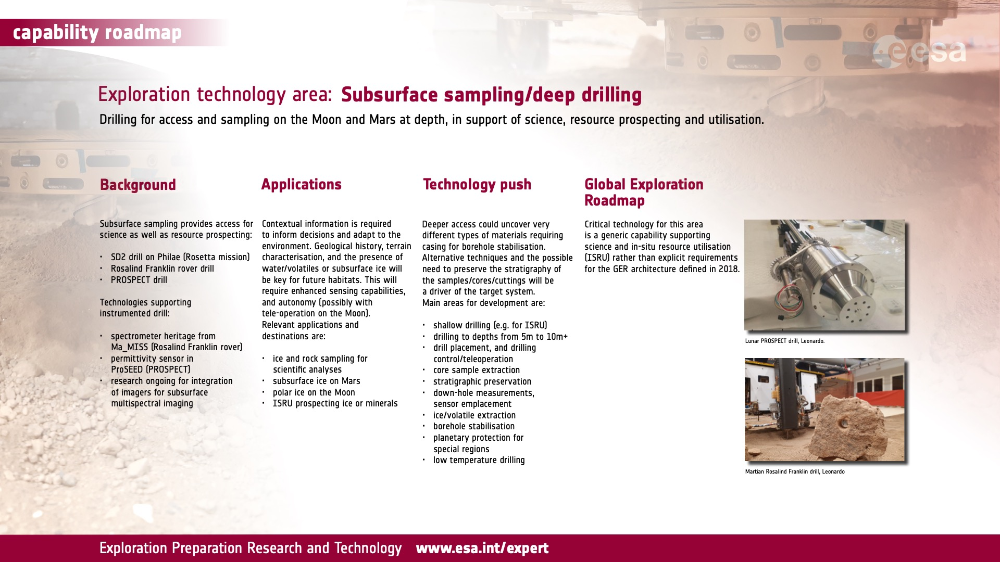 capability roadmap
esa
Exploration technology area: Subsurface sampling/deep drilling
Drilling for access and sampling on the Moon and Mars at depth, in support of science, resource prospecting and utilisation.
Background
Subsurface sampling provides access for
science as well as resource prospecting:
• SD2 drill on Philae (Rosetta mission)
• Rosalind Franklin rover drill
• PROSPECT drill
Technologies supporting
instrumented drill:
• spectrometer heritage from
Ma_MISS (Rosalind Franklin rover)
• permittivity sensor in
ProSEED (PROSPECT)
• research ongoing for integration
of imagers for subsurface
multispectral imaging
Applications
Contextual information is required
to inform decisions and adapt to the
environment. Geological history, terrain
characterisation, and the presence of
water/volatiles or subsurface ice will
be key for future habitats. This will
require enhanced sensing capabilities,
and autonomy (possibly with
tele-operation on the Moon).
Relevant applications and
destinations are:
• ice and rock sampling for
scientific analyses
• subsurface ice on Mars
• polar ice on the Moon
• ISRU prospecting ice or minerals
Technology push
Deeper access could uncover very
different types of materials requiring
casing for borehole stabilisation.
Alternative techniques and the possible
need to preserve the stratigraphy of
the samples/cores/cuttings will be
a driver of the target system.
Main areas for development are:
• shallow drilling (e.g. for ISRU)
• drilling to depths from 5m to 10m+
• drill placement, and drilling
control/teleoperation
• core sample extraction
• stratigraphic preservation
• down-hole measurements,
sensor emplacement
• ice/volatile extraction
• borehole stabilisation
• planetary protection for
special regions
• low temperature drilling
Global Exploration
Roadmap
Critical technology for this area
is a generic capability supporting
science and in-situ resource utilisation
(ISRU) rather than explicit requirements
for the GER architecture defined in 2018.
Lunar PROSPECT drill, Leonardo.
Martian Rosalind Franklin drill, Leonardo
Exploration Preparation Research and Technology www.esa.int/expert